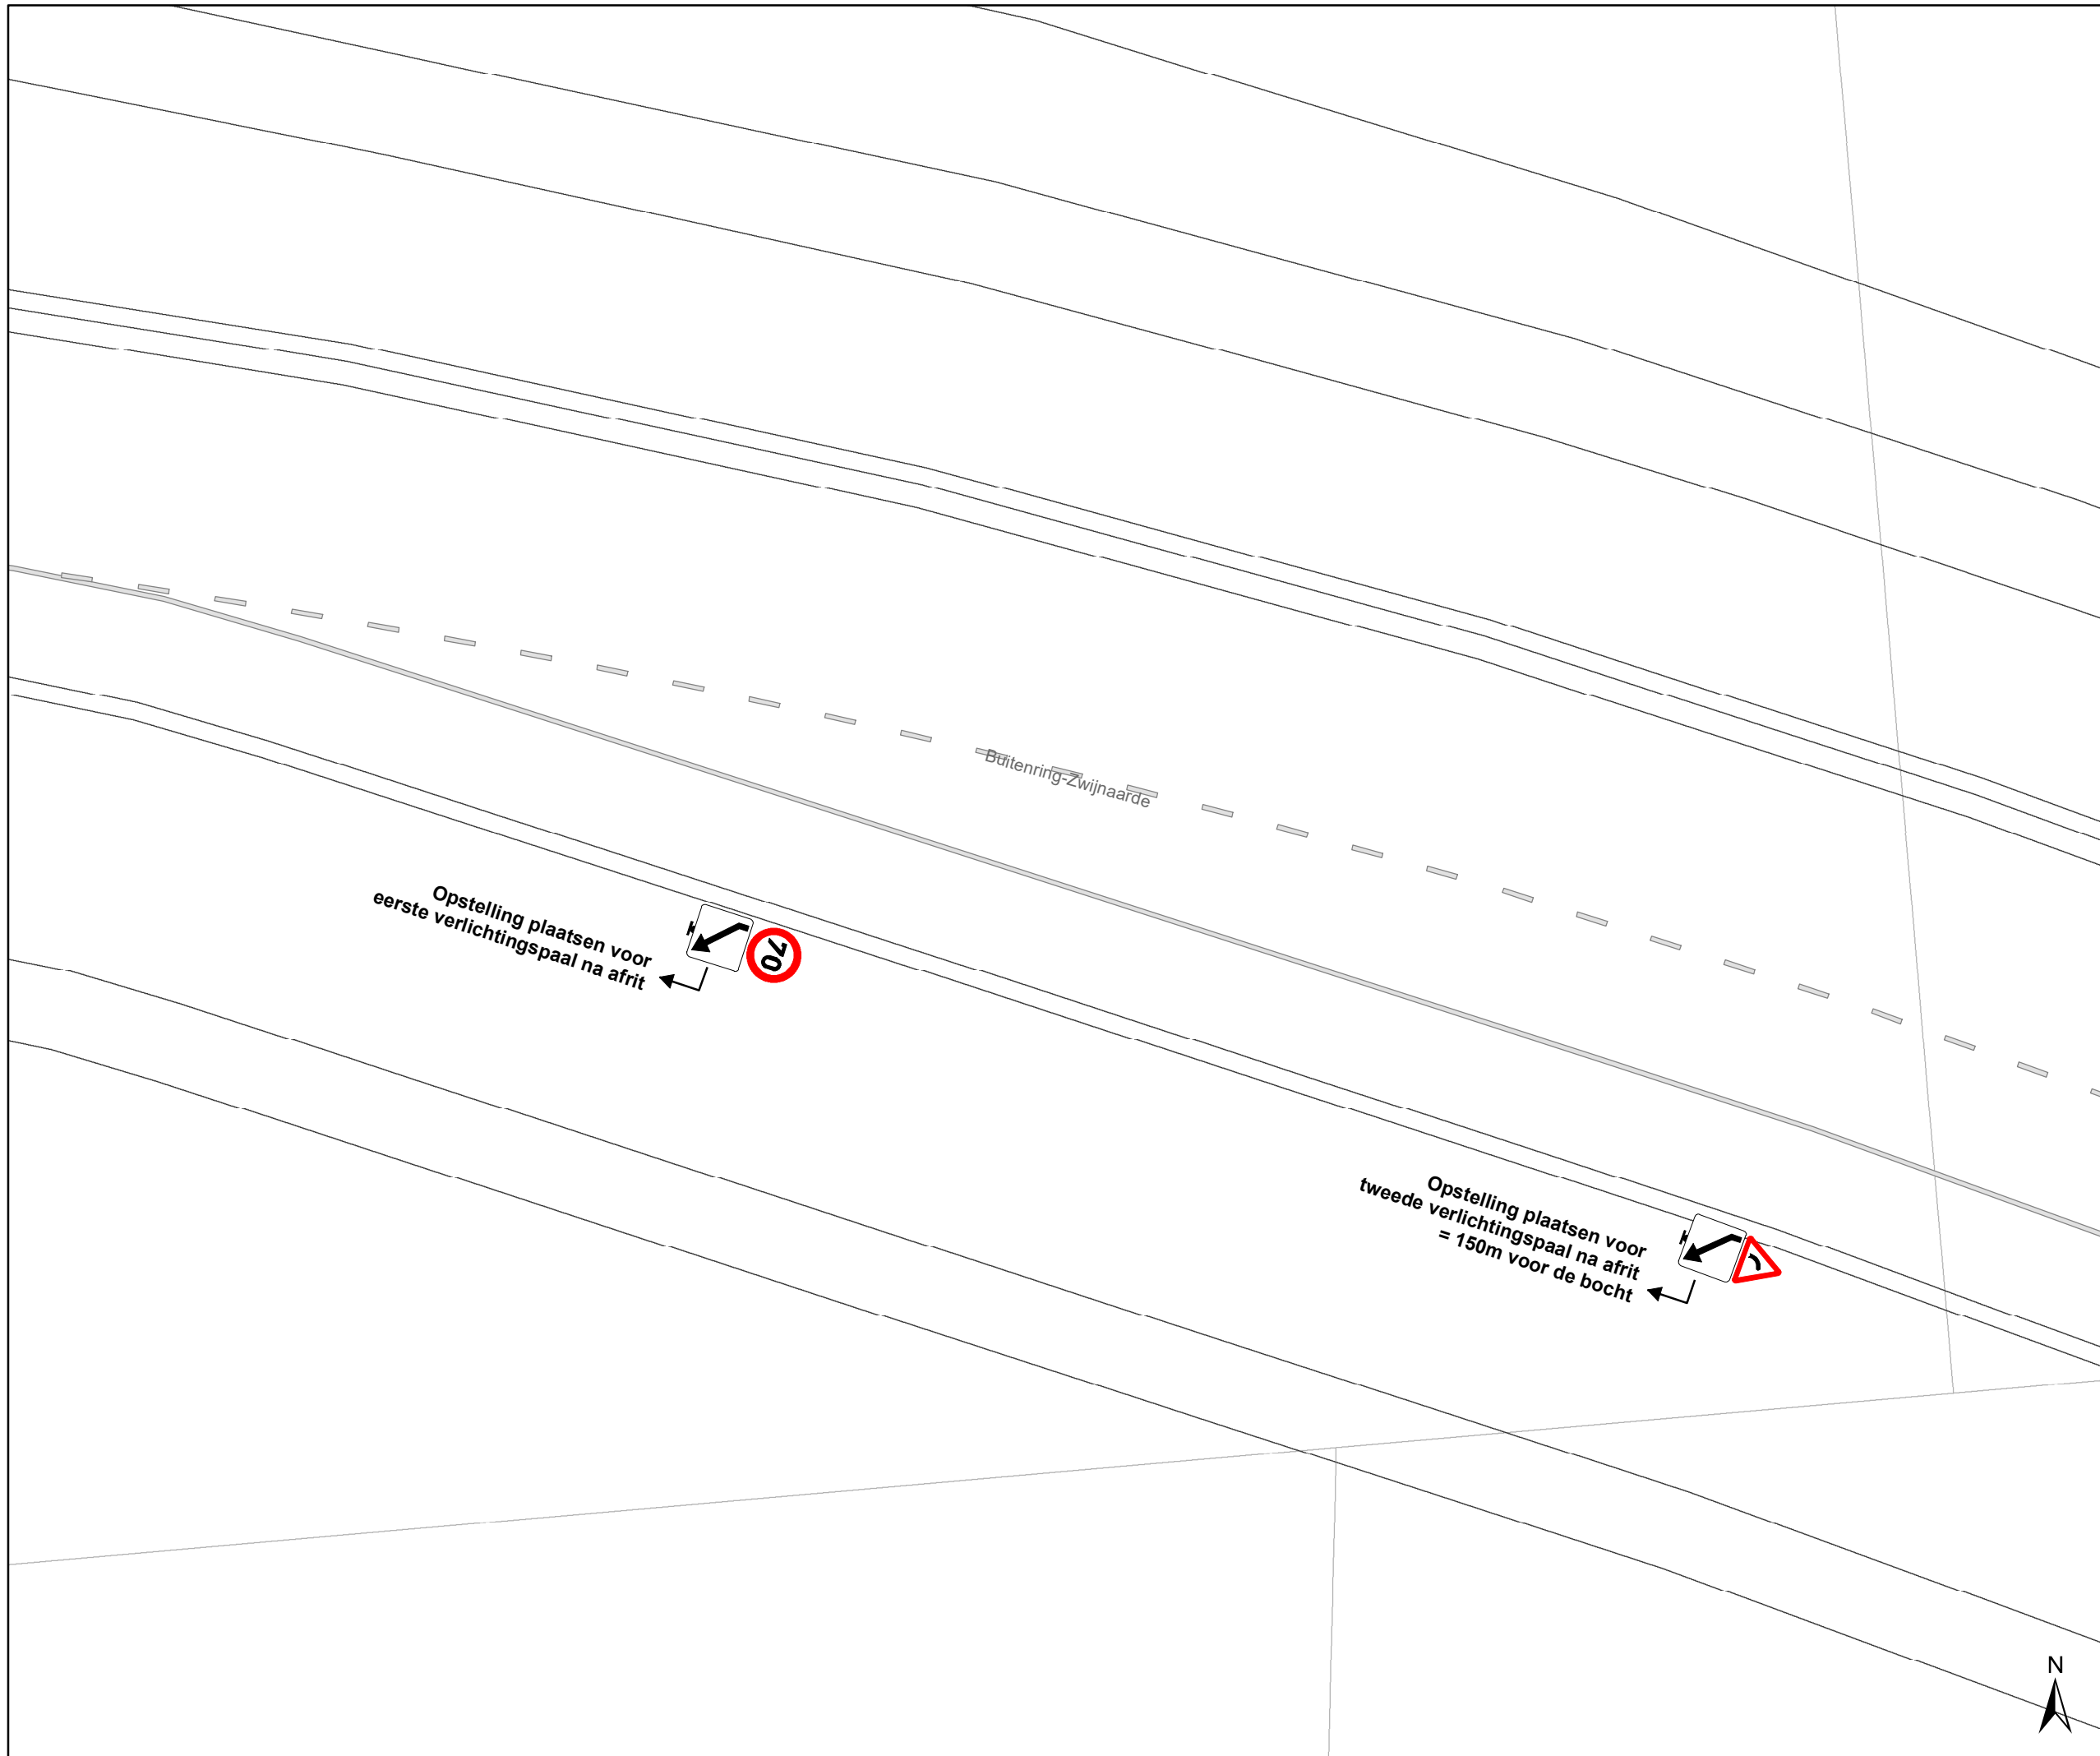 Buitenring-Zwijnaarde
Opstelling plaatsen voor
eerste verlichtingspaal na afrit
70
Opstelling plaatsen voor
tweede verlichtingspaal na afrit
= 150m voor de bocht
N